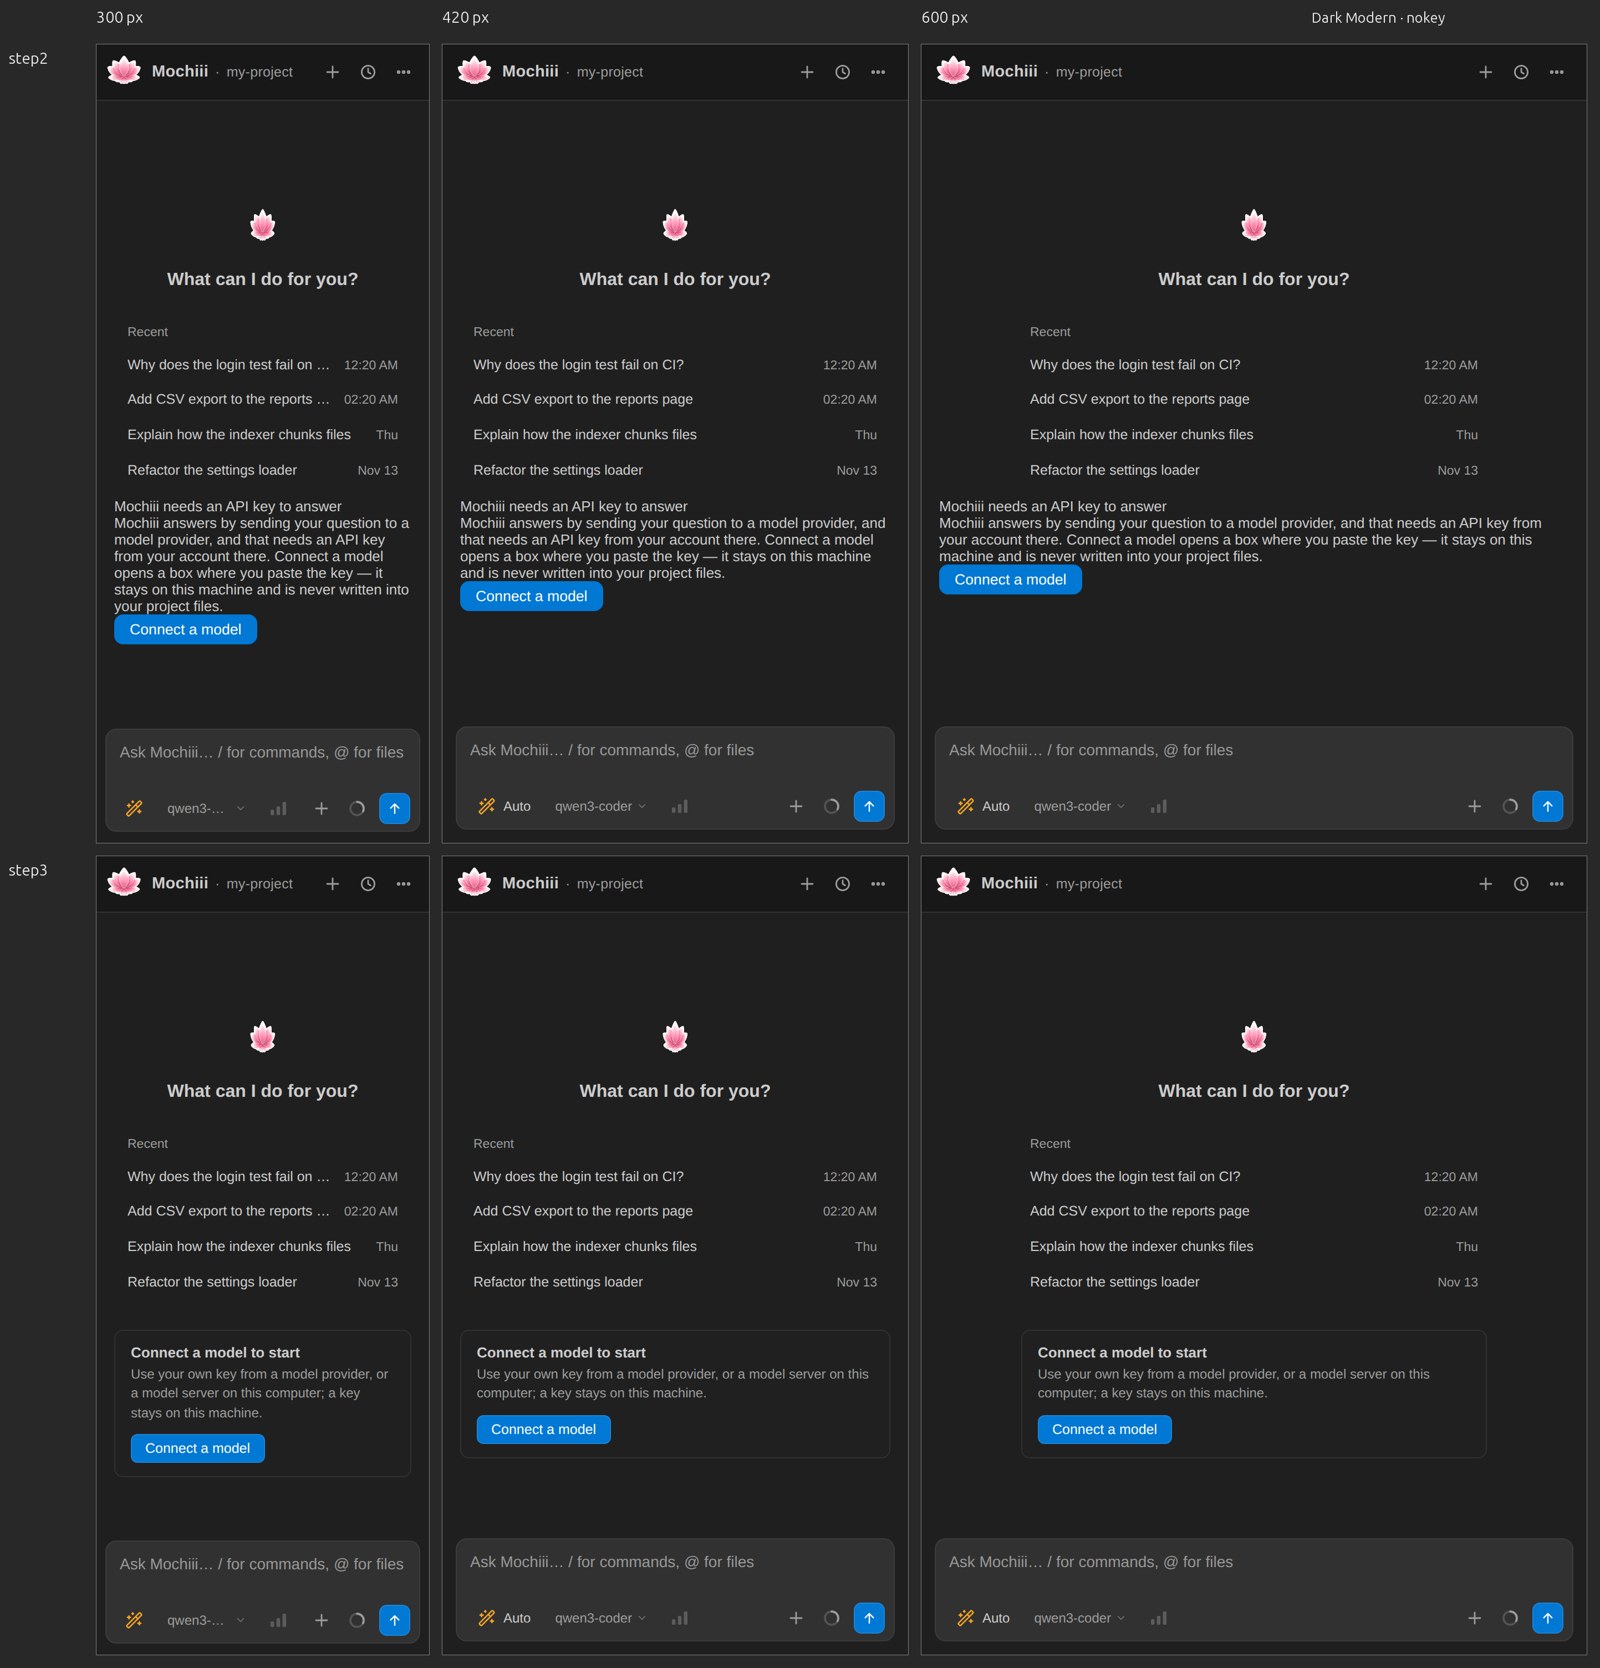 300 px
420 px
600 px
Dark Modern · nokey
step2
Mochiii · my-project
What can I do for you?
Recent
Why does the login test fail on ... 12:20 AM
Add CSV export to the reports ... 02:20 AM
Explain how the indexer chunks files Thu
Refactor the settings loader Nov 13
Mochiii needs an API key to answer
Mochiii answers by sending your question to a
model provider, and that needs an API key
from your account there. Connect a model
opens a box where you paste the key — it
stays on this machine and is never written into
your project files.
Connect a model
Ask Mochiii… / for commands, @ for files
qwen3-…
Mochiii · my-project
What can I do for you?
Recent
Why does the login test fail on CI? 12:20 AM
Add CSV export to the reports page 02:20 AM
Explain how the indexer chunks files Thu
Refactor the settings loader Nov 13
Mochiii needs an API key to answer
Mochiii answers by sending your question to a model provider, and
that needs an API key from your account there. Connect a model
opens a box where you paste the key — it stays on this machine
and is never written into your project files.
Connect a model
Ask Mochiii… / for commands, @ for files
Auto qwen3-coder
Mochiii · my-project
What can I do for you?
Recent
Why does the login test fail on CI? 12:20 AM
Add CSV export to the reports page 02:20 AM
Explain how the indexer chunks files Thu
Refactor the settings loader Nov 13
Mochiii needs an API key to answer
Mochiii answers by sending your question to a model provider, and that needs an API key from
your account there. Connect a model opens a box where you paste the key — it stays on this
machine and is never written into your project files.
Connect a model
Ask Mochiii… / for commands, @ for files
Auto qwen3-coder
step3
Mochiii · my-project
What can I do for you?
Recent
Why does the login test fail on ... 12:20 AM
Add CSV export to the reports ... 02:20 AM
Explain how the indexer chunks files Thu
Refactor the settings loader Nov 13
Connect a model to start
Use your own key from a model provider, or
a model server on this computer; a key
stays on this machine.
Connect a model
Ask Mochiii… / for commands, @ for files
qwen3-…
Mochiii · my-project
What can I do for you?
Recent
Why does the login test fail on CI? 12:20 AM
Add CSV export to the reports page 02:20 AM
Explain how the indexer chunks files Thu
Refactor the settings loader Nov 13
Connect a model to start
Use your own key from a model provider, or a model server on this
computer; a key stays on this machine.
Connect a model
Ask Mochiii… / for commands, @ for files
Auto qwen3-coder
Mochiii · my-project
What can I do for you?
Recent
Why does the login test fail on CI? 12:20 AM
Add CSV export to the reports page 02:20 AM
Explain how the indexer chunks files Thu
Refactor the settings loader Nov 13
Connect a model to start
Use your own key from a model provider, or a model server on this
computer; a key stays on this machine.
Connect a model
Ask Mochiii… / for commands, @ for files
Auto qwen3-coder